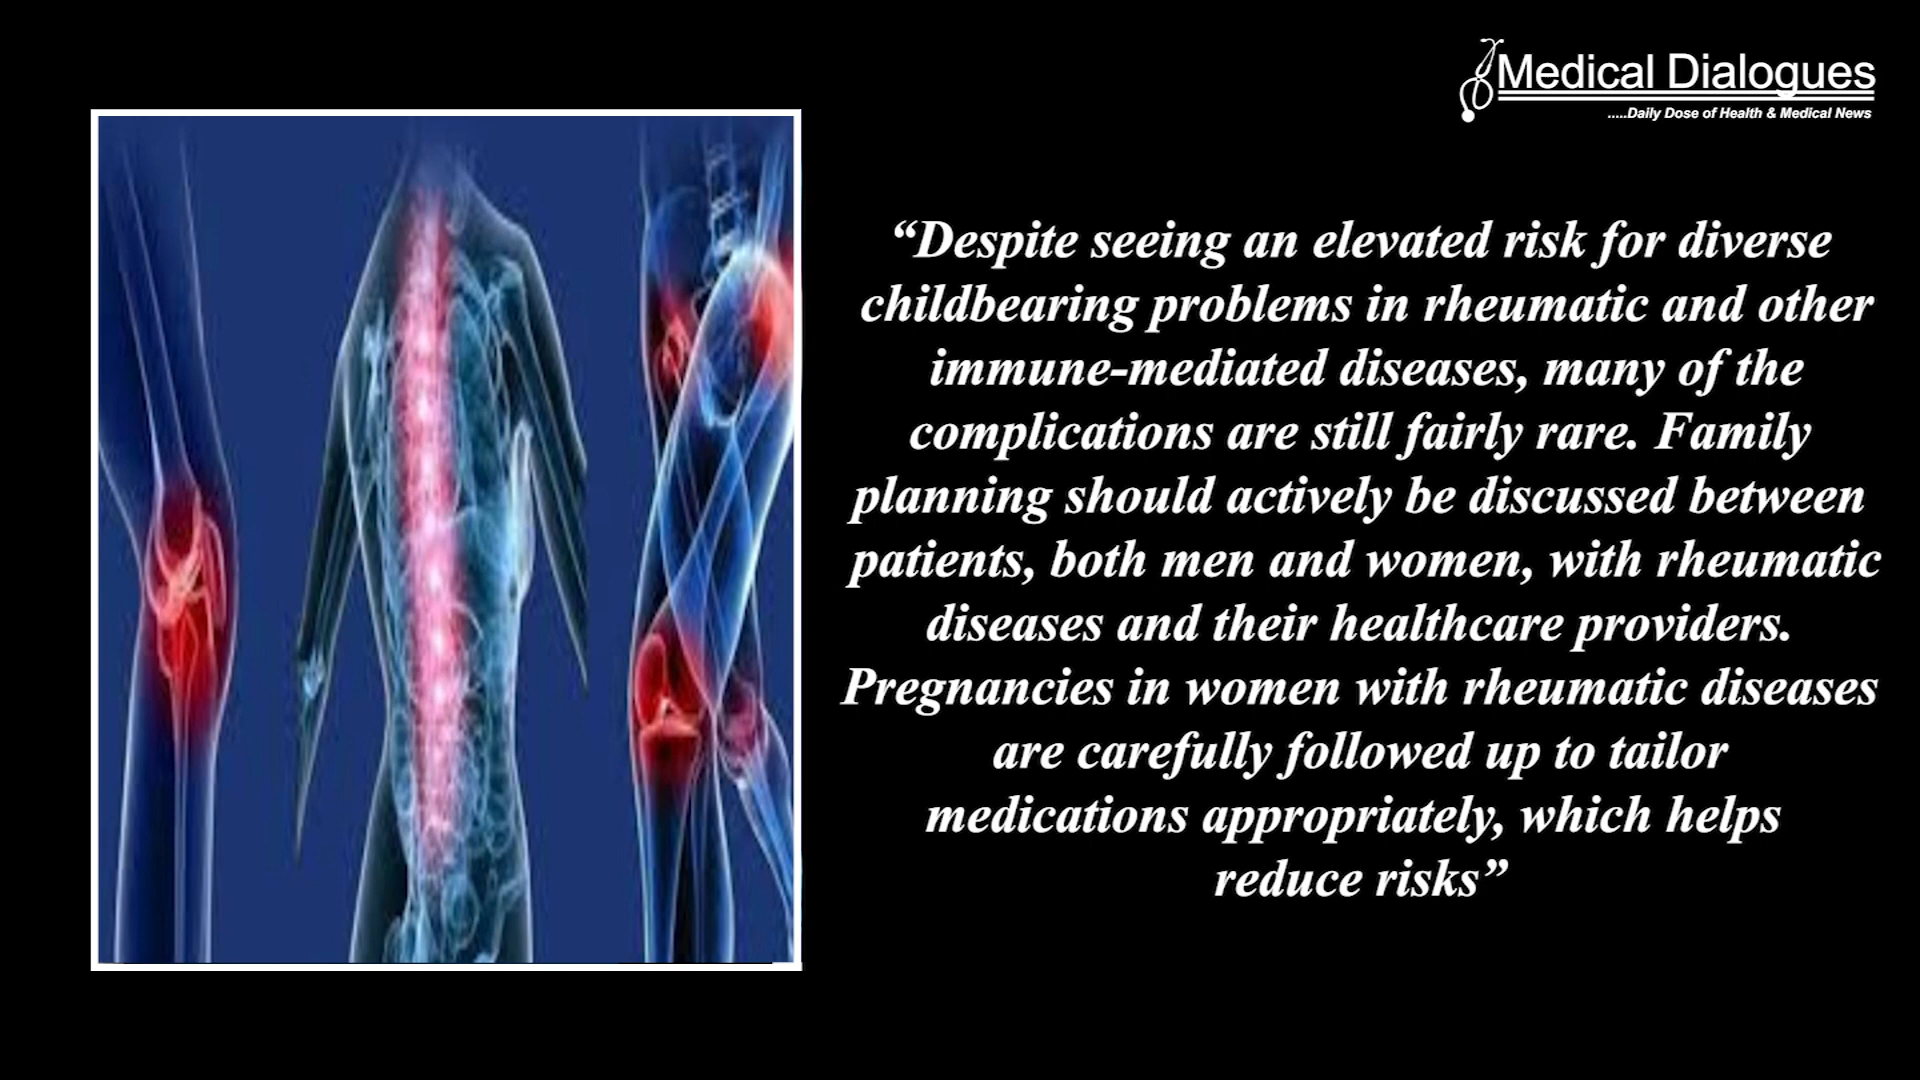 Medical Dialogues
.....Daily Dose of Health & Medical News
“Despite seeing an elevated risk for diverse
childbearing problems in rheumatic and other
immune-mediated diseases, many of the
complications are still fairly rare. Family
planning should actively be discussed between
patients, both men and women, with rheumatic
diseases and their healthcare providers.
Pregnancies in women with rheumatic diseases
are carefully followed up to tailor
medications appropriately, which helps
reduce risks”